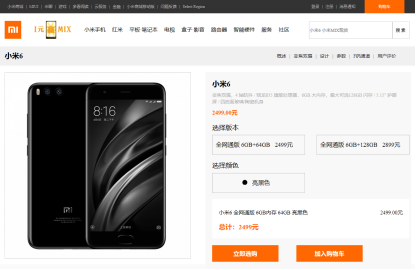 小米商城 | MIUI | 米聊 | 游戏 | 多看阅读 | 云服务 | 金融 | 小米商城移动版 | 问题反馈 | Select Region
登录 | 注册 | 消息通知
1元 MIX
小米手机 红米 平板 笔记本 电视 盒子 影音 路由器 智能硬件 服务 社区
搜索
小米6
概述 | 变焦双摄 | 设计 | 参数 | F码通道 | 用户评价
小米6
2499.00元
选择版本
全网通版 6GB+64GB 2499元
全网通版 6GB+128GB 2899元
选择颜色
亮黑色
8:16
小米6 全网通版 6GB内存 64GB 亮黑色 2499.00元
总计：2499元
立即选购
加入购物车